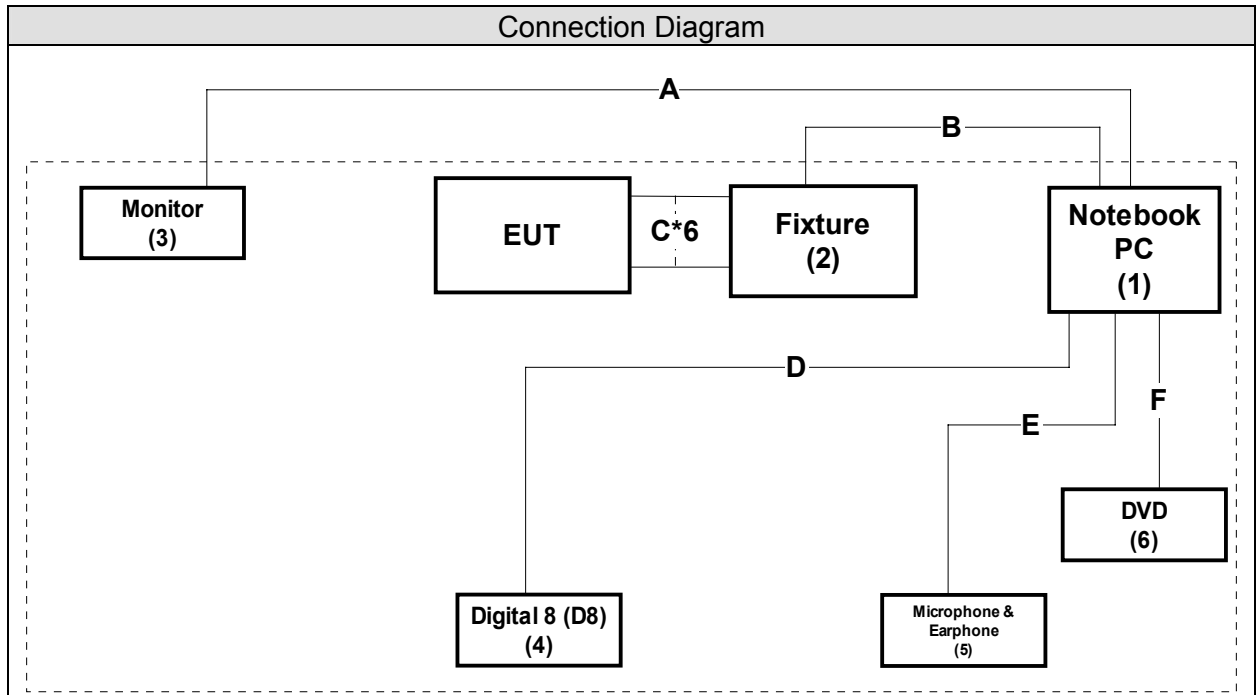 Connection Diagram
A
B
Monitor
(3)
EUT
C*6
Fixture
(2)
Notebook
PC
(1)
D
E
F
DVD
(6)
Digital 8 (D8)
(4)
Microphone &
Earphone
(5)